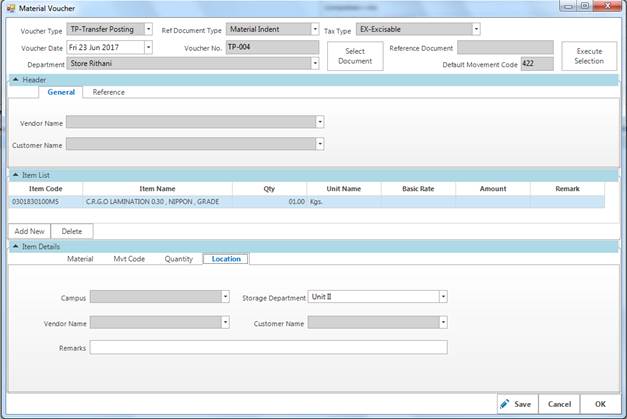 Material Voucher
Voucher Type TP-Transfer Posting Ref Document Type Material Indent Tax Type EX-Excisable
Voucher Date Fri 23 Jun 2017 Voucher No. TP-004 Select Document Reference Document Execute Selection
Department Store Rithani Default Movement Code 422
Header
General Reference
Vendor Name
Customer Name
Item List
Item Code Item Name Qty Unit Name Basic Rate Amount Remark
0301830100M5 C.R.G.O LAMINATION 0.30 , NIPPON , GRADE 01.00 Kgs.
Add New Delete
Item Details
Material Mvt Code Quantity Location
Campus Storage Department Unit II
Vendor Name Customer Name
Remarks
Save Cancel OK